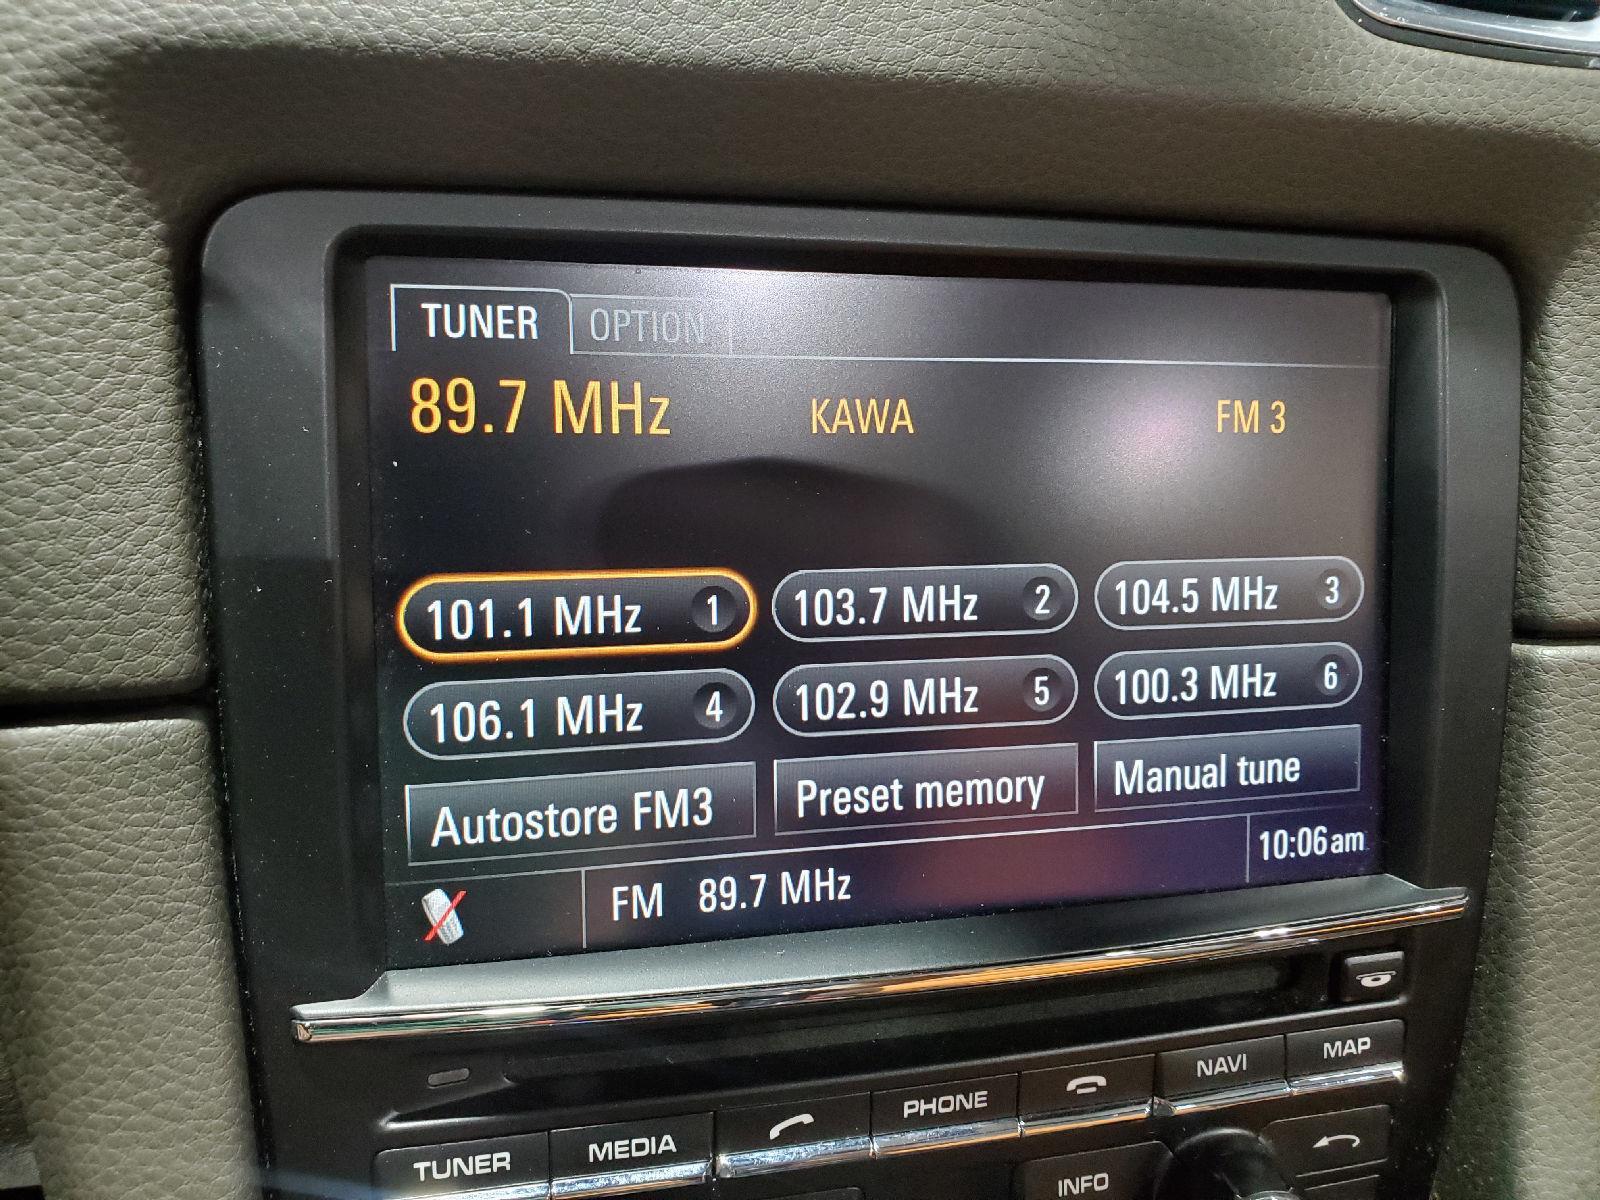 TUNER OPTION
89.7 MHz KAWA FM 3
101.1 MHz 1 103.7 MHz 2 104.5 MHz 3
106.1 MHz 4 102.9 MHz 5 100.3 MHz 6
Autostore FM3 Preset memory Manual tune
FM 89.7 MHz 10:06am
TUNER MEDIA PHONE NAVI MAP
INFO